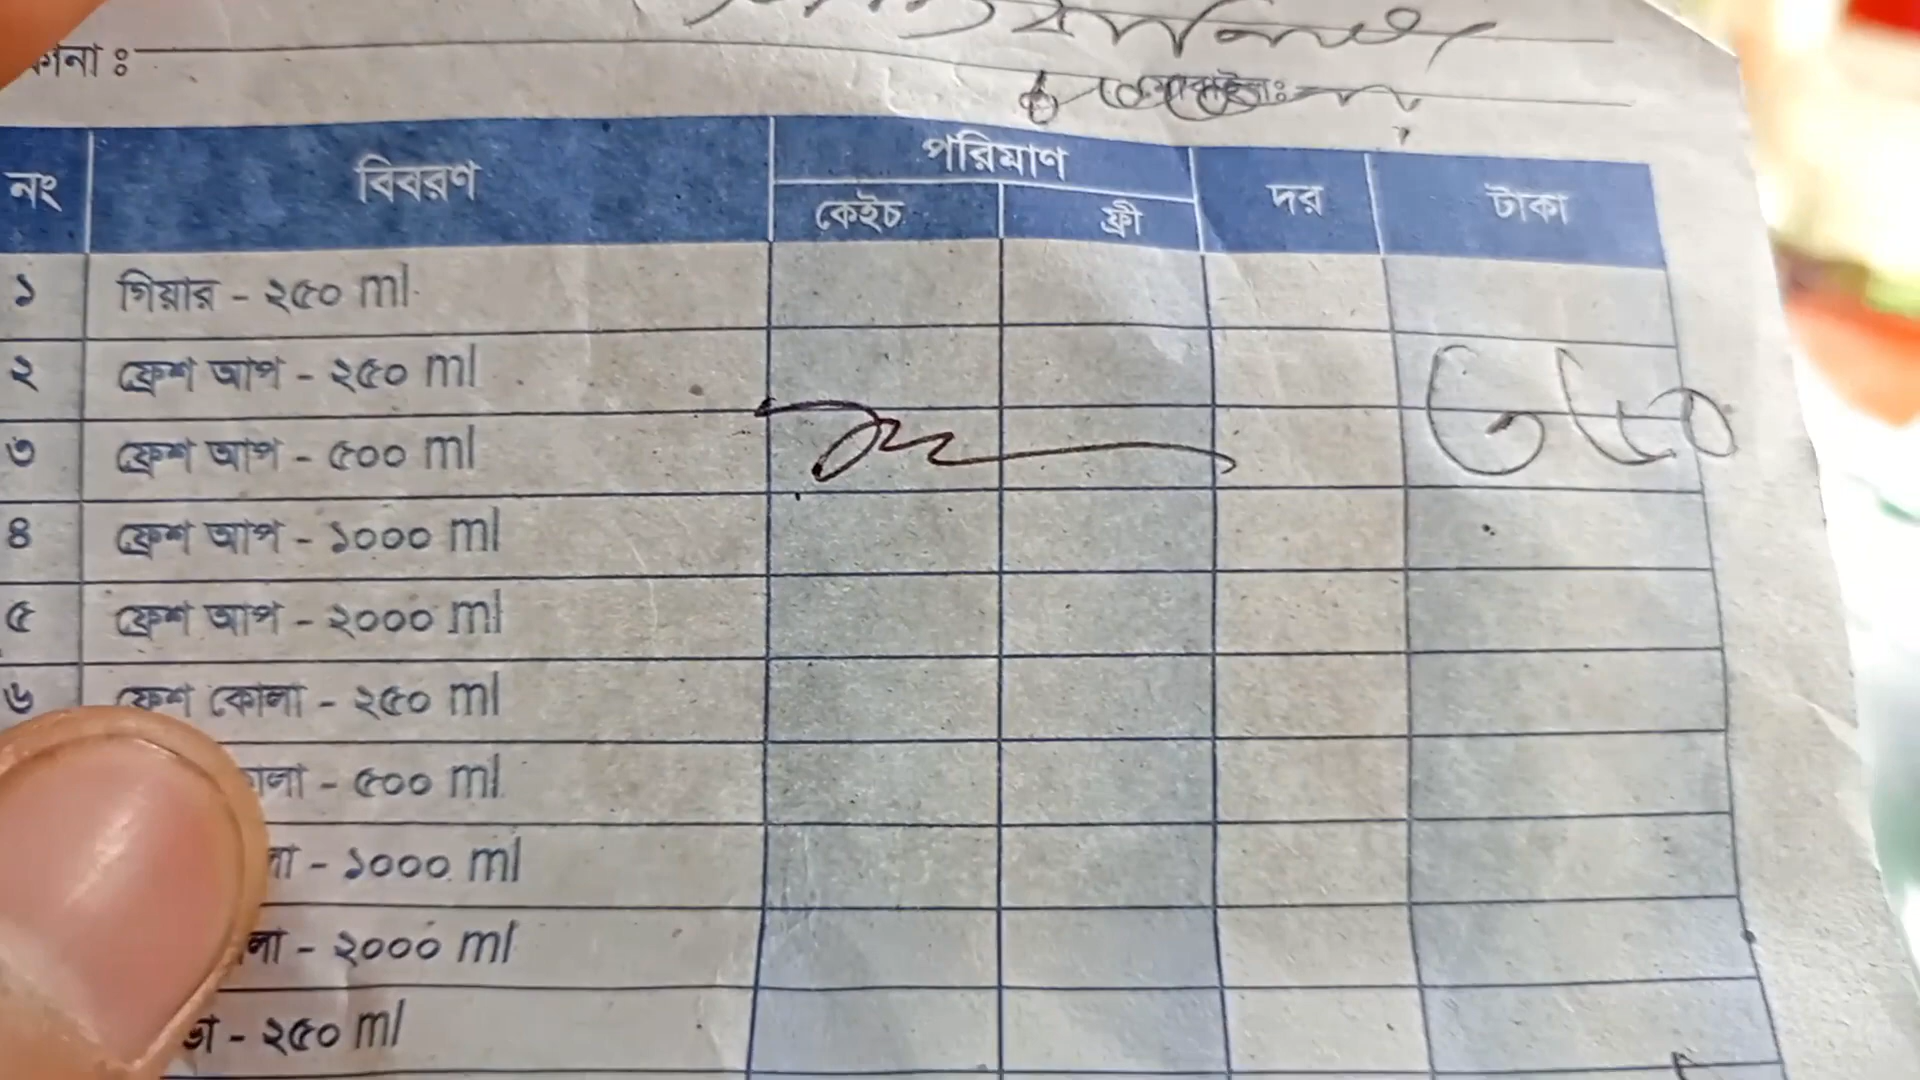 মোবাইলঃ
নং বিবরণ পরিমাণ দর টাকা
কেইচ ফ্রী
১ গিয়ার - ২৫০ ml
২ ফ্রেশ আপ - ২৫০ ml
৩ ফ্রেশ আপ - ৫০০ ml
৪ ফ্রেশ আপ - ১০০০ ml
৫ ফ্রেশ আপ - ২০০০ ml
৬ ফ্রেশ কোলা - ২৫০ ml
- ৫০০ ml
- ১০০০ ml
- ২০০০ ml
- ২৫০ ml